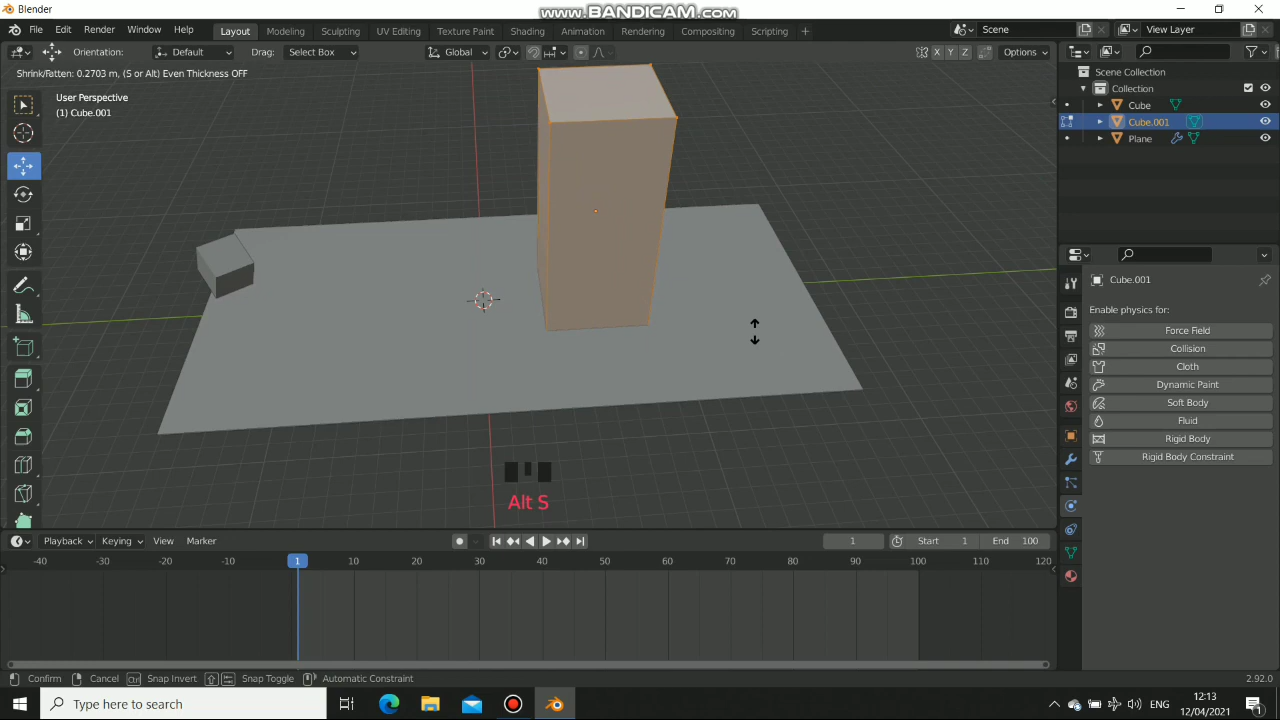 Blender
www.BANDICAM.com
File Edit Render Window Help
Layout Modeling Sculpting UV Editing Texture Paint Shading Animation Rendering Compositing Scripting +
Scene
View Layer
Orientation: Default Drag: Select Box Global X Y Z Options
Shrink/Fatten: 0.2703 m, (S or Alt) Even Thickness OFF
User Perspective
(1) Cube.001
Scene Collection
Collection
Cube
Cube.001
Plane
Cube.001
Enable physics for:
Force Field
Collision
Cloth
Dynamic Paint
Soft Body
Fluid
Rigid Body
Rigid Body Constraint
Alt S
Playback Keying View Marker 1 Start 1 End 100
-40 -30 -20 -10 1 10 20 30 40 50 60 70 80 90 100 110 120
Confirm Cancel Ctrl Snap Invert Snap Toggle Automatic Constraint 2.92.0
Type here to search
ENG
12:13
12/04/2021
1